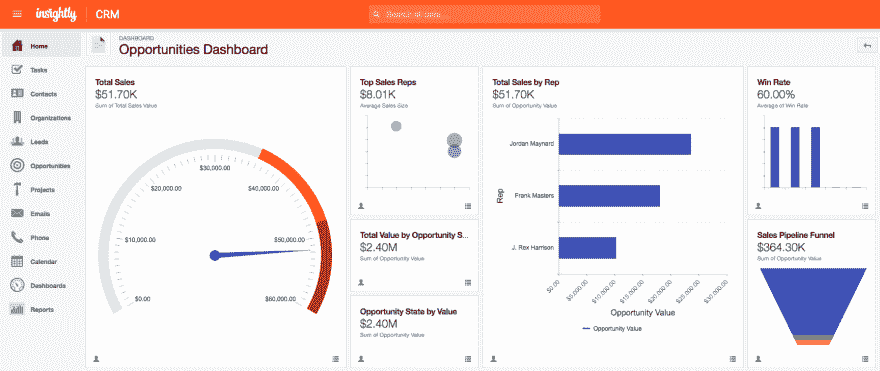 insightly CRM
DASHBOARD
Opportunities Dashboard
Home
Tasks
Contacts
Organizations
Leads
Opportunities
Projects
Emails
Phone
Calendar
Dashboards
Reports
Total Sales
$51.70K
Sum of Total Sales Value
$0.00
$10,000.00
$20,000.00
$30,000.00
$40,000.00
$50,000.00
$60,000.00
Top Sales Reps
$8.01K
Average Sales Size
Total Value by Opportunity S...
$2.40M
Sum of Opportunity Value
Opportunity State by Value
$2.40M
Sum of Opportunity Value
Total Sales by Rep
$51.70K
Sum of Opportunity Value
Rep
Jordan Maynard
Frank Masters
J. Rex Harrison
$0.00
$5,000.00
$10,000.00
$15,000.00
$20,000.00
$25,000.00
$30,000.00
Opportunity Value
Opportunity Value
Win Rate
60.00%
Average of Win Rate
Sales Pipeline Funnel
$364.30K
Sum of Opportunity Value